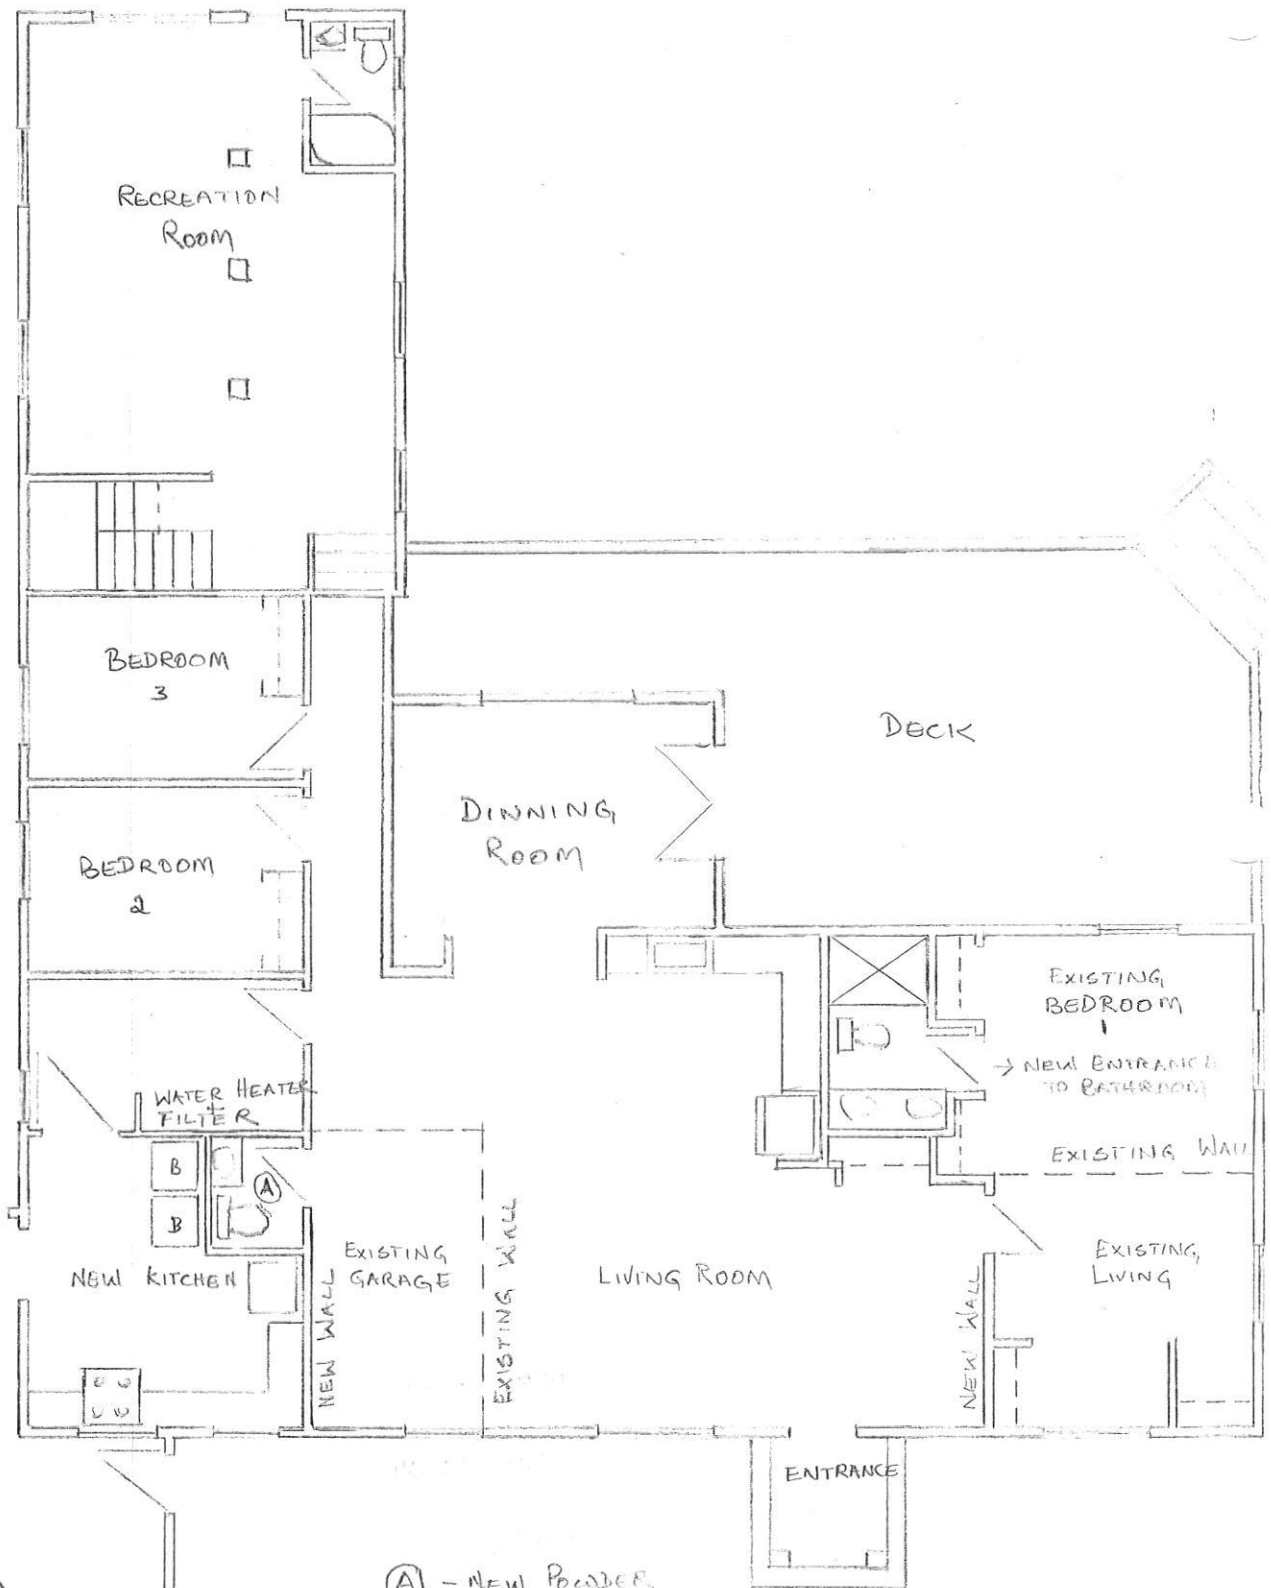 RECREATION
ROOM
BEDROOM
3
DECK
DINNING
ROOM
BEDROOM
2
EXISTING
BEDROOM
1
→ NEW ENTRANCE
TO BATHROOM
WATER HEATER
+
FILTER
EXISTING WALL
B
A
B
NEW KITCHEN
EXISTING
GARAGE
NEW WALL
EXISTING WALL
LIVING ROOM
NEW WALL
EXISTING
LIVING
ENTRANCE
A - NEW POWDER